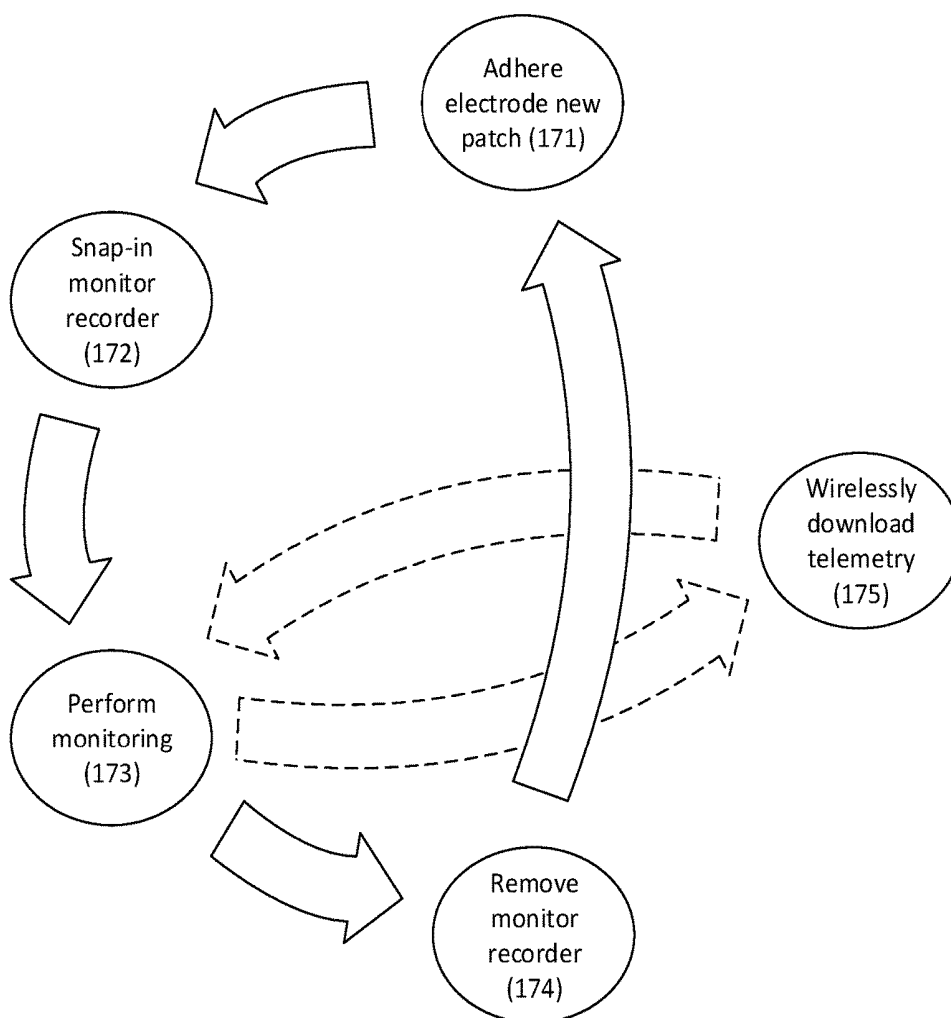 Adhere
electrode new
patch (171)
Snap-in
monitor
recorder
(172)
Wirelessly
download
telemetry
(175)
Perform
monitoring
(173)
Remove
monitor
recorder
(174)